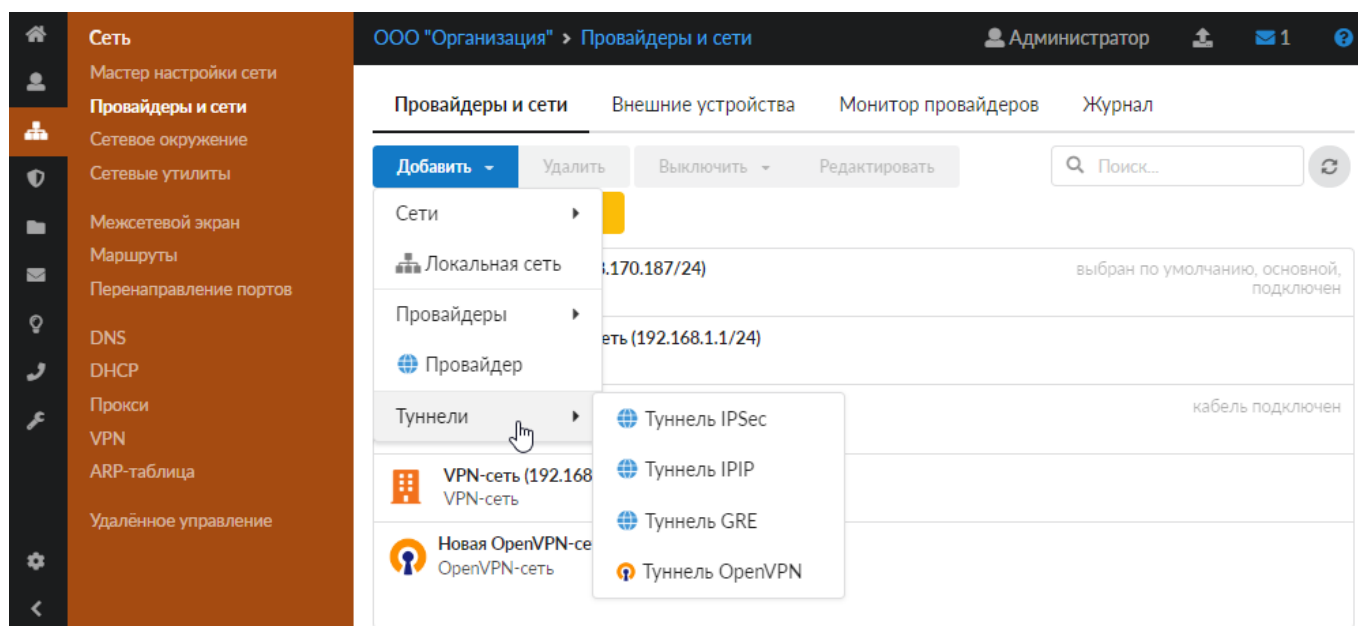 Сеть
Мастер настройки сети
Провайдеры и сети
Сетевое окружение
Сетевые утилиты
Межсетевой экран
Маршруты
Перенаправление портов
DNS
DHCP
Прокси
VPN
ARP-таблица
Удалённое управление
ООО "Организация" > Провайдеры и сети
Администратор
1
Провайдеры и сети Внешние устройства Монитор провайдеров Журнал
Добавить Удалить Выключить Редактировать Поиск...
Сети
Локальная сеть
Провайдеры
Провайдер
Туннели
.170.187/24)
выбран по умолчанию, основной,
подключен
еть (192.168.1.1/24)
кабель подключен
Туннель IPSec
Туннель IPIP
Туннель GRE
Туннель OpenVPN
VPN-сеть (192.168
VPN-сеть
Новая OpenVPN-се
OpenVPN-сеть